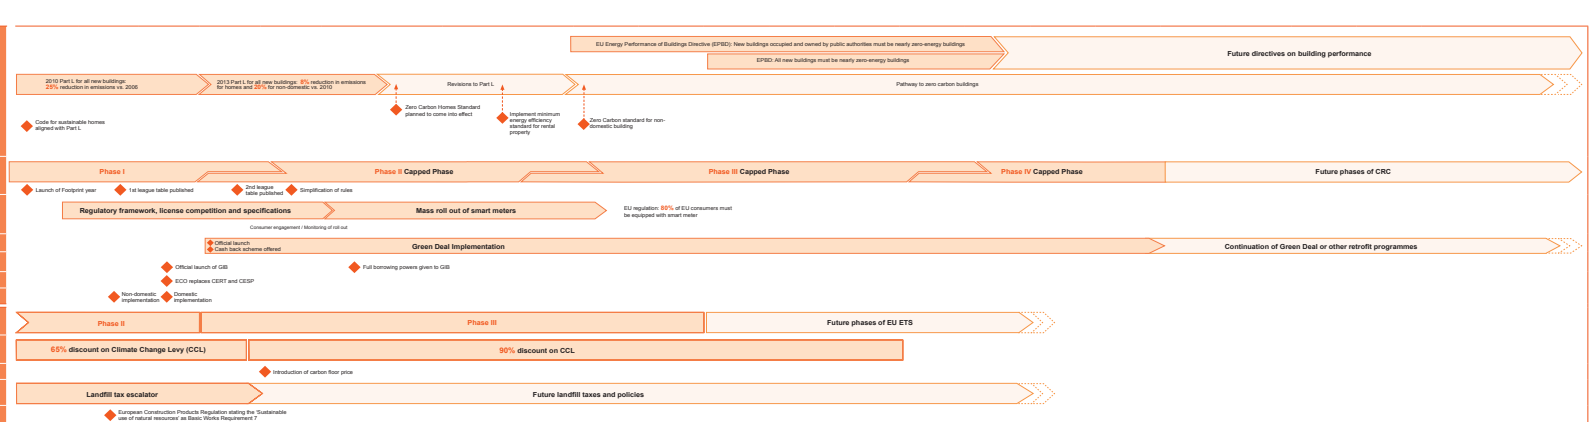 EU Energy Performance of Buildings Directive (EPBD): New buildings occupied and owned by public authorities must be nearly zero-energy buildings
EPBD: All new buildings must be nearly zero-energy buildings
Future directives on building performance
2010 Part L for all new buildings:
25% reduction in emissions vs. 2006
2013 Part L for all new buildings: 6% reduction in emissions
for homes and 20% for non-domestic vs. 2010
Revisions to Part L
Pathway to zero carbon buildings
Code for sustainable homes
aligned with Part L
Zero Carbon Homes Standard
planned to come into effect
Implement minimum
energy efficiency
standard for rental
property
Zero Carbon standard for non-
domestic building
Phase I
Phase II Capped Phase
Phase III Capped Phase
Phase IV Capped Phase
Future phases of CRC
Launch of Footprint year
1st league table published
2nd league
table published
Simplification of rules
Regulatory framework, license competition and specifications
Mass roll out of smart meters
EU regulation: 80% of EU consumers must
be equipped with smart meter
Consumer engagement / Monitoring of roll out
Official launch
Cash back scheme offered
Green Deal Implementation
Continuation of Green Deal or other retrofit programmes
Official launch of GIB
Full borrowing powers given to GIB
ECO replaces CERT and CESP
Non-domestic
implementation
Domestic
implementation
Phase II
Phase III
Future phases of EU ETS
65% discount on Climate Change Levy (CCL)
90% discount on CCL
Introduction of carbon floor price
Landfill tax escalator
Future landfill taxes and policies
European Construction Products Regulation stating the 'Sustainable
use of natural resources' as Basic Works Requirement 7